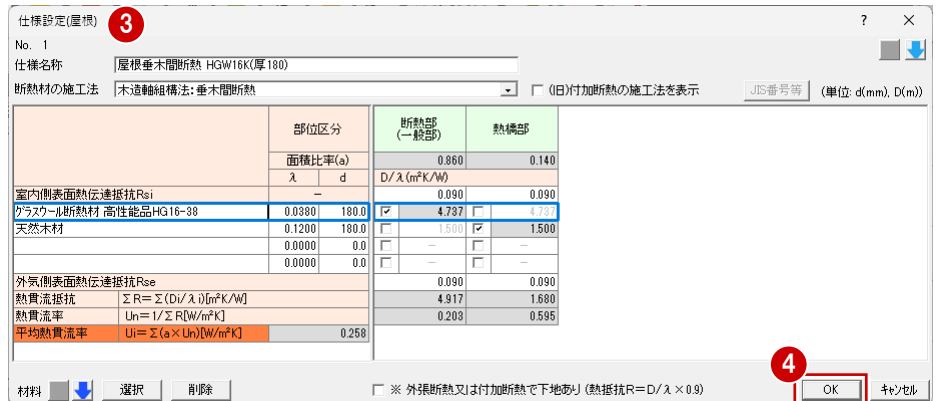 仕様設定(屋根) 3 ? ×
No. 1
仕様名称 屋根垂木間断熱 HGW16K(厚180)
断熱材の施工法 木造軸組構法:垂木間断熱 (旧)付加断熱の施工法を表示 JIS番号等 (単位: d(mm), D(m))
部位区分 断熱部(一般部) 熱橋部
面積比率(a) 0.860 0.140
λ d D/λ(m²K/W)
室内側表面熱伝達抵抗Rsi − 0.090 0.090
グラスウール断熱材 高性能品HG16-38 0.0380 180.0 4.737 4.737
天然木材 0.1200 180.0 1.500 1.500
0.0000 0.0 − −
0.0000 0.0 − −
外気側表面熱伝達抵抗Rse 0.090 0.090
熱貫流抵抗 ΣR=Σ(Di/λi)[m²K/W] 4.917 1.680
熱貫流率 Un=1/ΣR[W/m²K] 0.203 0.595
平均熱貫流率 Ui=Σ(a×Un)[W/m²K] 0.258
4
材料 選択 削除 ※ 外張断熱又は付加断熱で下地あり (熱抵抗R=D/λ×0.9) OK キャンセル